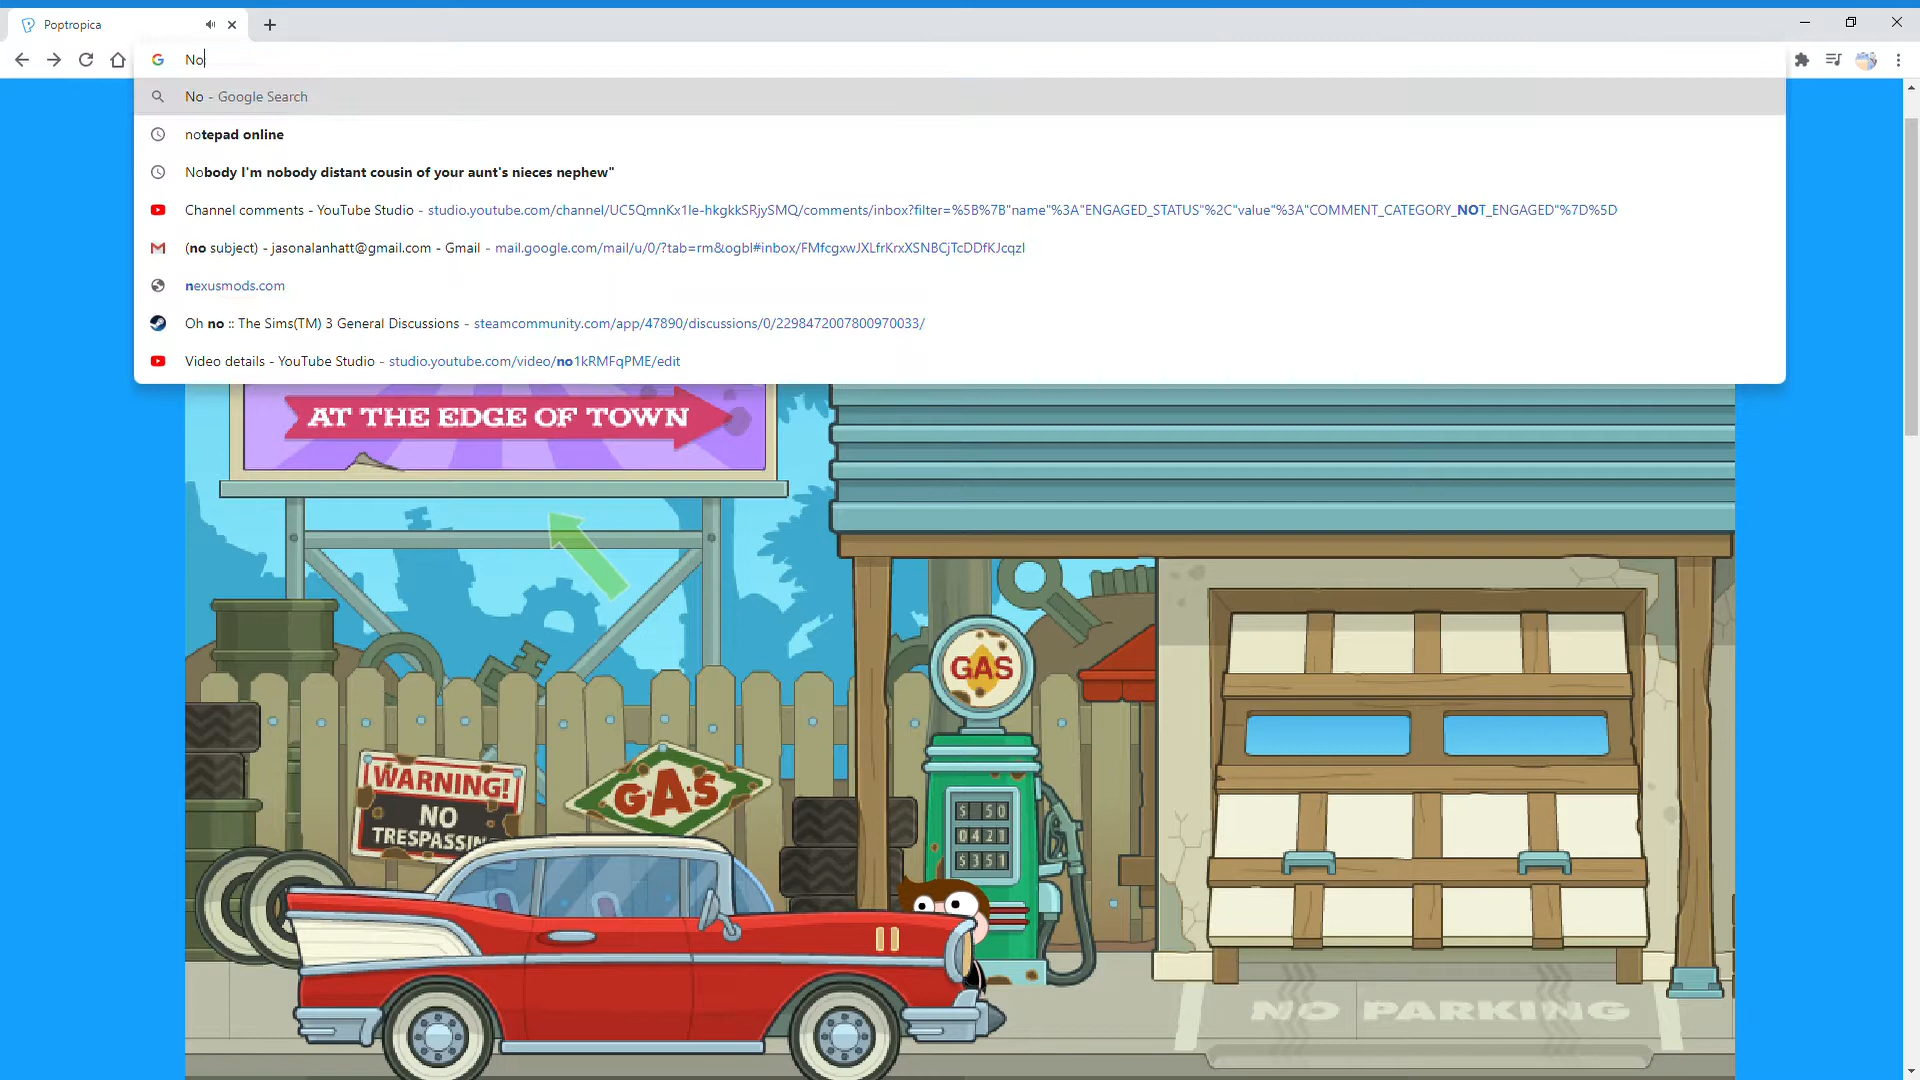 Poptropica
No
No - Google Search
notepad online
Nobody I'm nobody distant cousin of your aunt's nieces nephew"
Channel comments - YouTube Studio - studio.youtube.com/channel/UC5QmnKx1Ie-hkgkkSRjySMQ/comments/inbox?filter=%5B%7B"name"%3A"ENGAGED_STATUS"%2C"value"%3A"COMMENT_CATEGORY_NOT_ENGAGED"%7D%5D
(no subject) - jasonalanhatt@gmail.com - Gmail - mail.google.com/mail/u/0/?tab=rm&ogbl#inbox/FMfcgxwJXLfrKrxXSNBCjTcDDfKJcqzI
nexusmods.com
Oh no :: The Sims(TM) 3 General Discussions - steamcommunity.com/app/47890/discussions/0/2298472007800970033/
Video details - YouTube Studio - studio.youtube.com/video/no1kRMFqPME/edit
AT THE EDGE OF TOWN
GAS
WARNING!
NO
TRESPASSIN
GAS
$ 50
0421
$351
NO PARKING